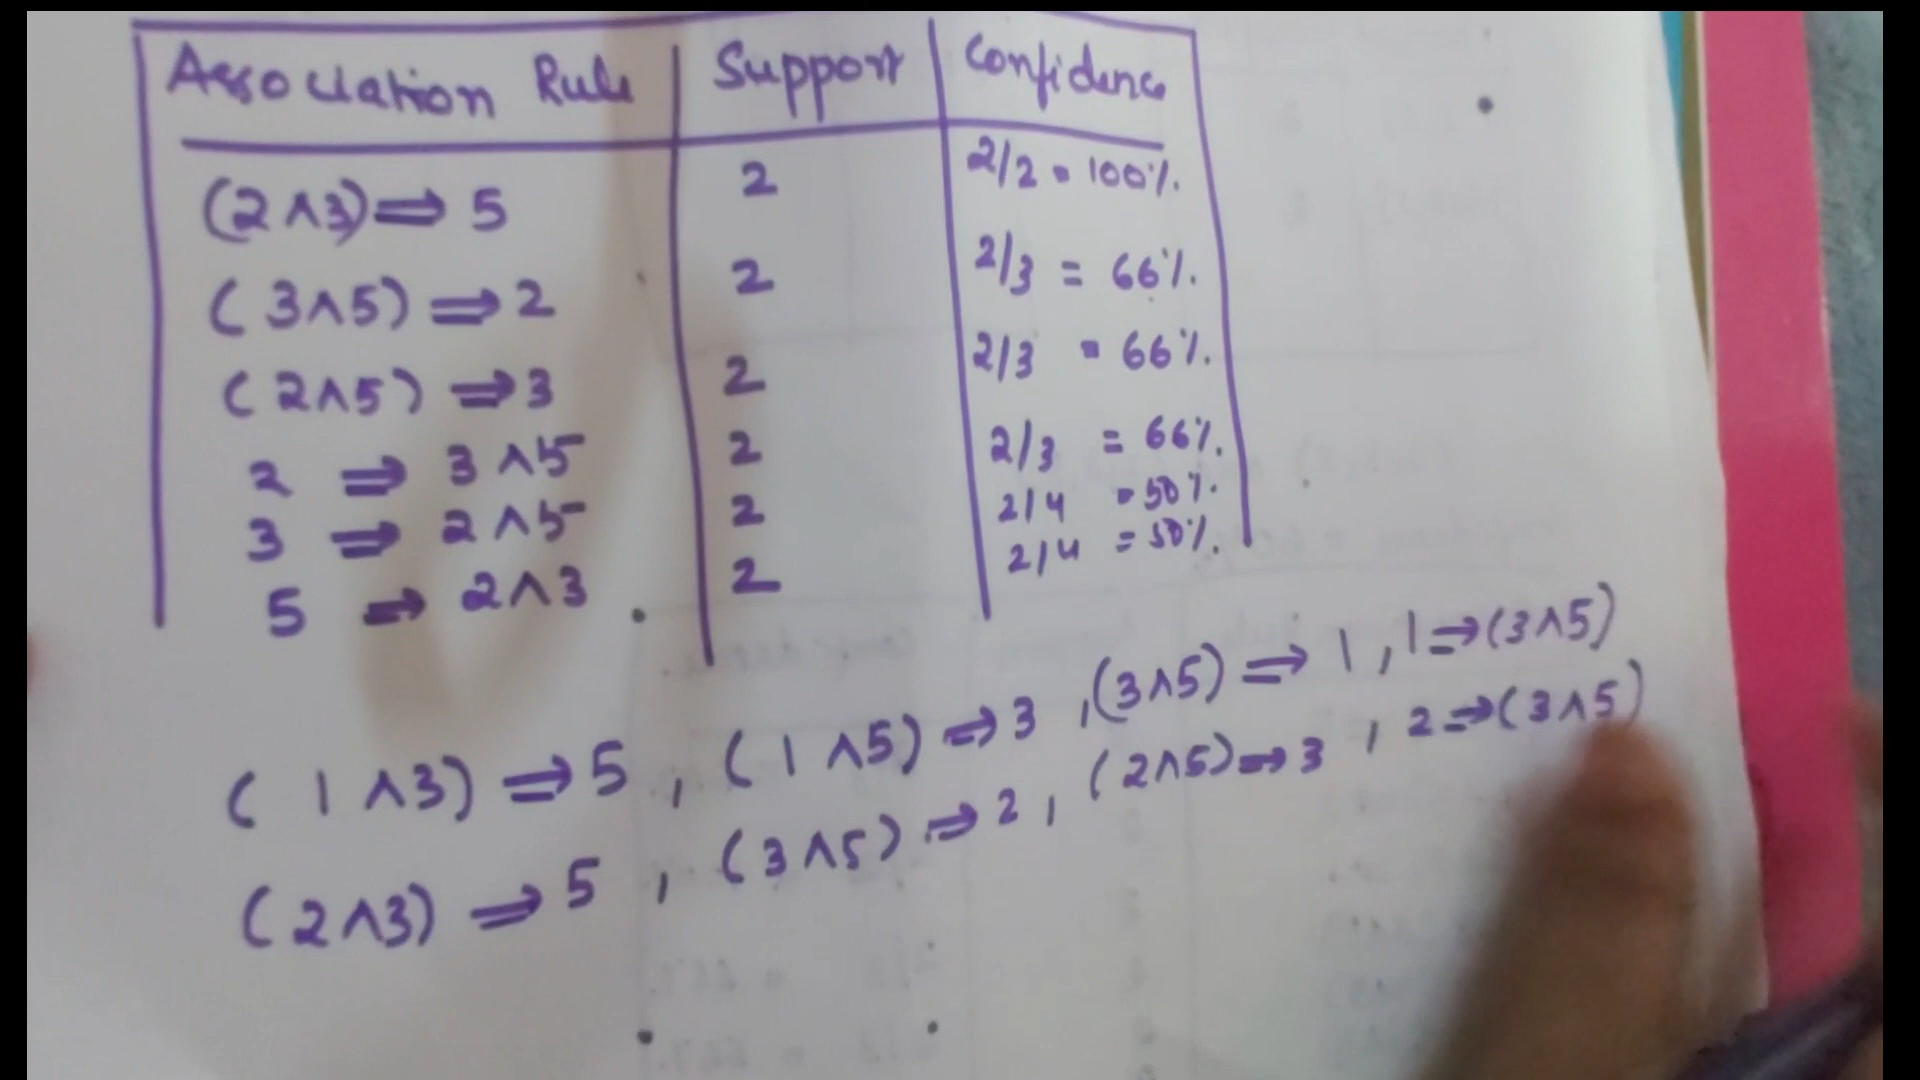 Association Rule Support Confidence
(2∧3)⇒ 5 2 2/2 = 100%.
(3∧5) ⇒ 2 2 2/3 = 66%.
(2∧5) ⇒ 3 2 2/3 = 66%.
2 ⇒ 3∧5 2 2/3 = 66%.
3 ⇒ 2∧5 2 2/4 = 50%.
5 ⇒ 2∧3 2 2/4 = 50%.
(1∧3) ⇒ 5 , (1∧5) ⇒ 3 , (3∧5) ⇒ 1 , 1⇒(3∧5)
(2∧3) ⇒ 5 , (3∧5) ⇒ 2 , (2∧5)⇒ 3 , 2⇒(3∧5)